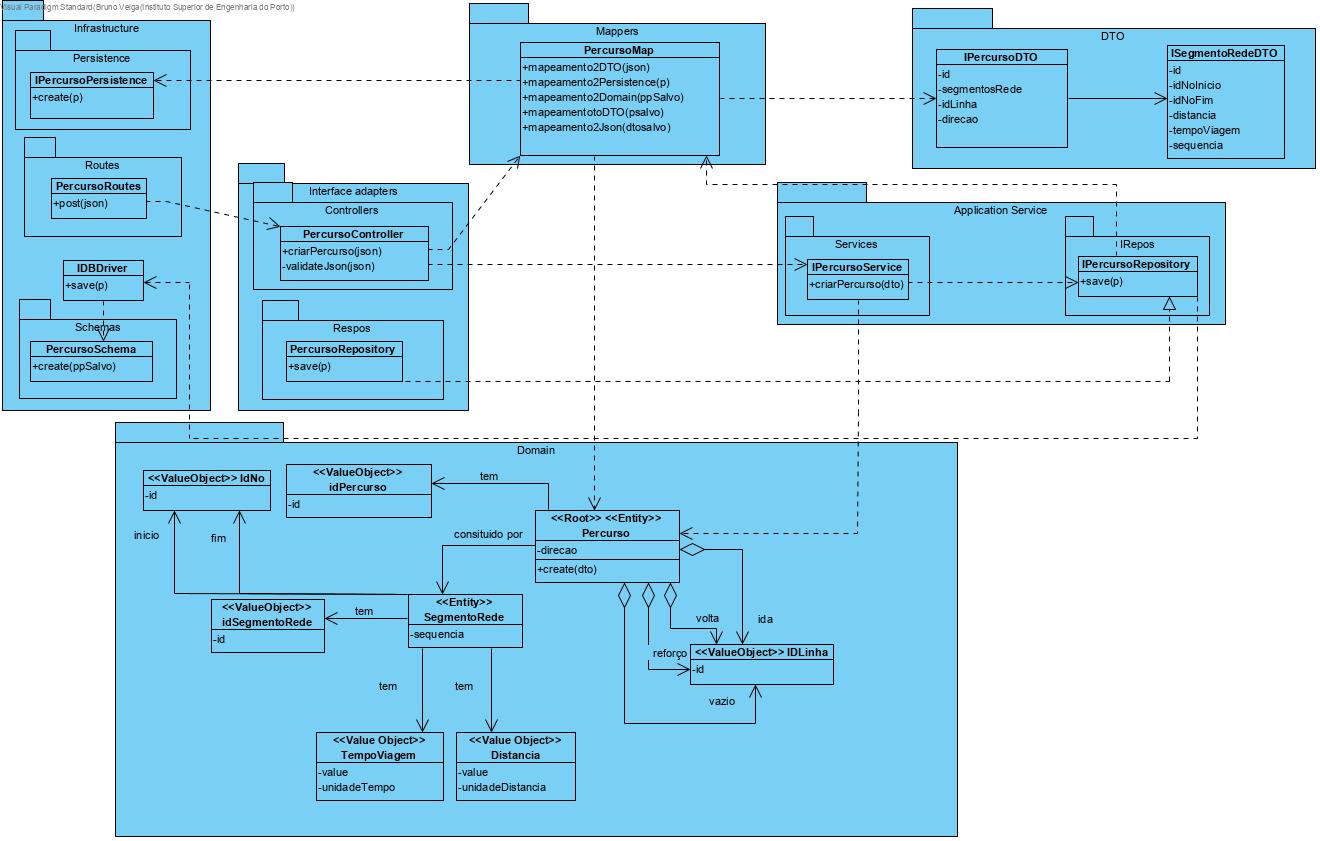 Visual Paradigm Standard(Bruno Veiga(Instituto Superior de Engenharia do Porto))
Infrastructure
Persistence
IPercursoPersistence
+create(p)
Routes
PercursoRoutes
+post(json)
IDBDriver
+save(p)
Schemas
PercursoSchema
+create(ppSalvo)
Interface adapters
Controllers
PercursoController
+criarPercurso(json)
-validateJson(json)
Respos
PercursoRepository
+save(p)
Mappers
PercursoMap
+mapeamento2DTO(json)
+mapeamento2Persistence(p)
+mapeamento2Domain(ppSalvo)
+mapeamentotoDTO(psalvo)
+mapeamento2Json(dtosalvo)
DTO
IPercursoDTO
-id
-segmentosRede
-idLinha
-direcao
ISegmentoRedeDTO
-id
-idNoInicio
-idNoFim
-distancia
-tempoViagem
-sequencia
Application Service
Services
IPercursoService
+criarPercurso(dto)
IRepos
IPercursoRepository
+save(p)
Domain
<<ValueObject>> IdNo
-id
<<ValueObject>>
idPercurso
-id
tem
<<Root>> <<Entity>>
Percurso
-direcao
+create(dto)
consituido por
inicio
fim
<<ValueObject>>
idSegmentoRede
-id
tem
<<Entity>>
SegmentoRede
-sequencia
volta
ida
reforço
<<ValueObject>> IDLinha
-id
vazio
tem
tem
<<Value Object>>
TempoViagem
-value
-unidadeTempo
<<Value Object>>
Distancia
-value
-unidadeDistancia